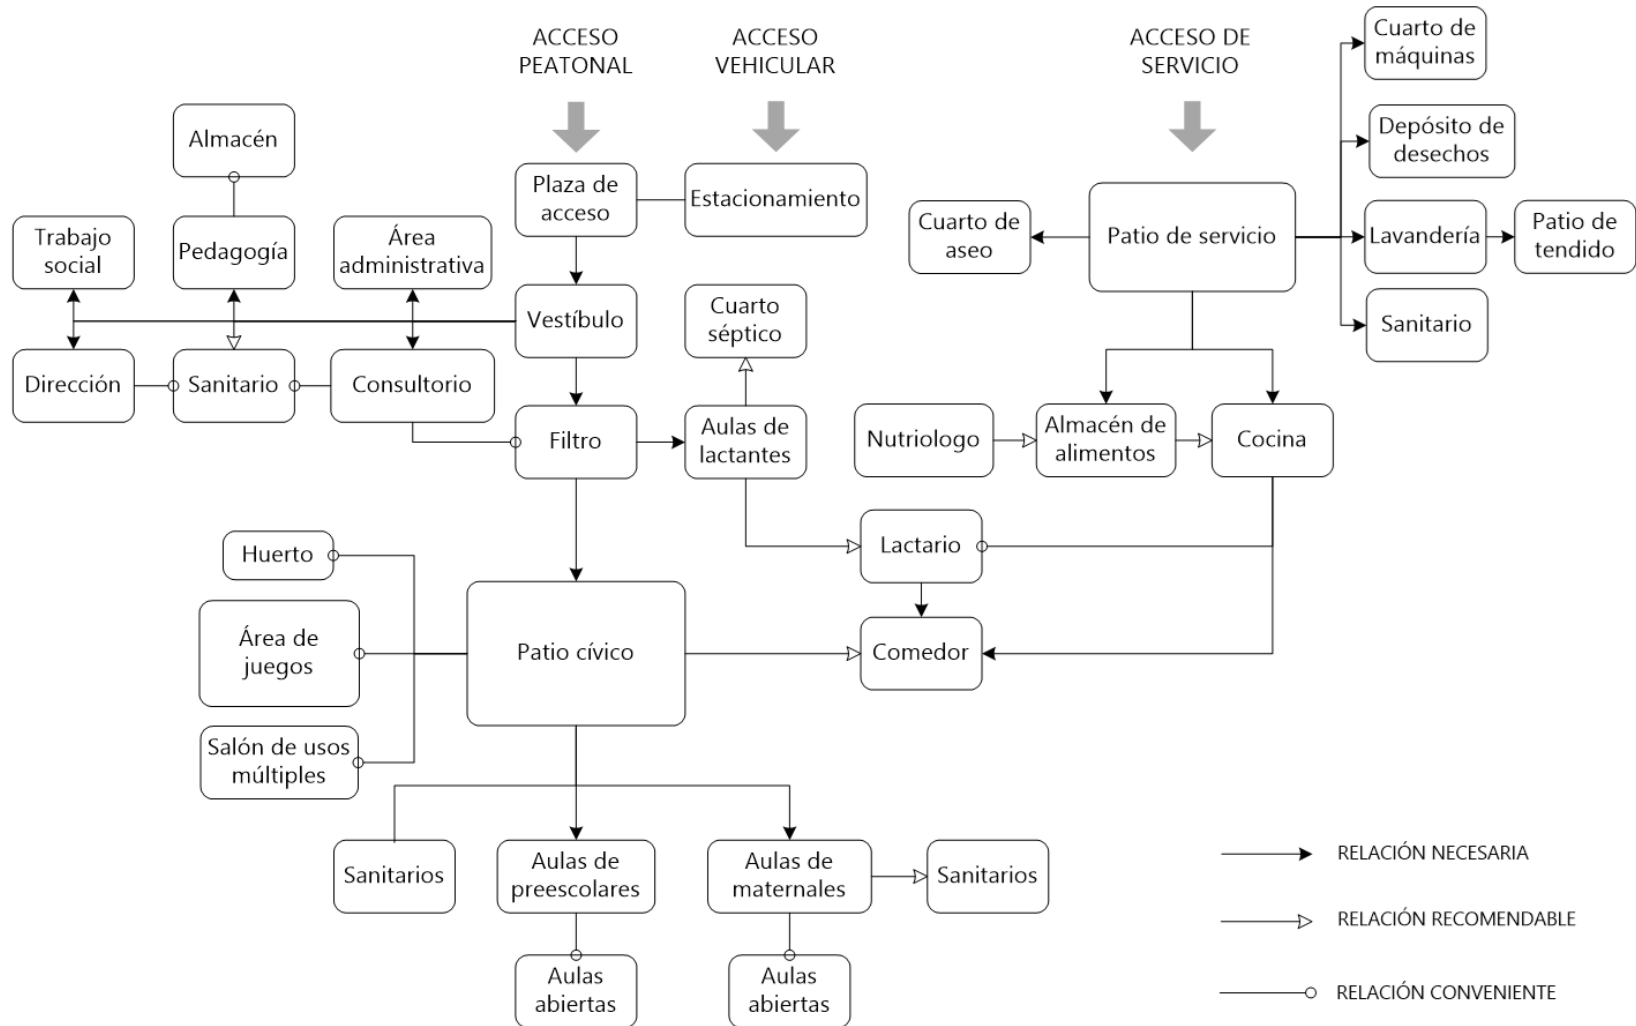 ACCESO
PEATONAL
ACCESO
VEHICULAR
ACCESO DE
SERVICIO
Cuarto de
máquinas
Almacén
Depósito de
desechos
Plaza de
acceso
Estacionamiento
Trabajo
social
Pedagogía
Área
administrativa
Cuarto de
aseo
Patio de servicio
Lavandería
Patio de
tendido
Vestíbulo
Cuarto
séptico
Sanitario
Dirección
Sanitario
Consultorio
Filtro
Aulas de
lactantes
Nutriologo
Almacén de
alimentos
Cocina
Huerto
Lactario
Área de
juegos
Patio cívico
Comedor
Salón de usos
múltiples
Sanitarios
Aulas de
preescolares
Aulas de
maternales
Sanitarios
Aulas
abiertas
Aulas
abiertas
RELACIÓN NECESARIA
RELACIÓN RECOMENDABLE
RELACIÓN CONVENIENTE